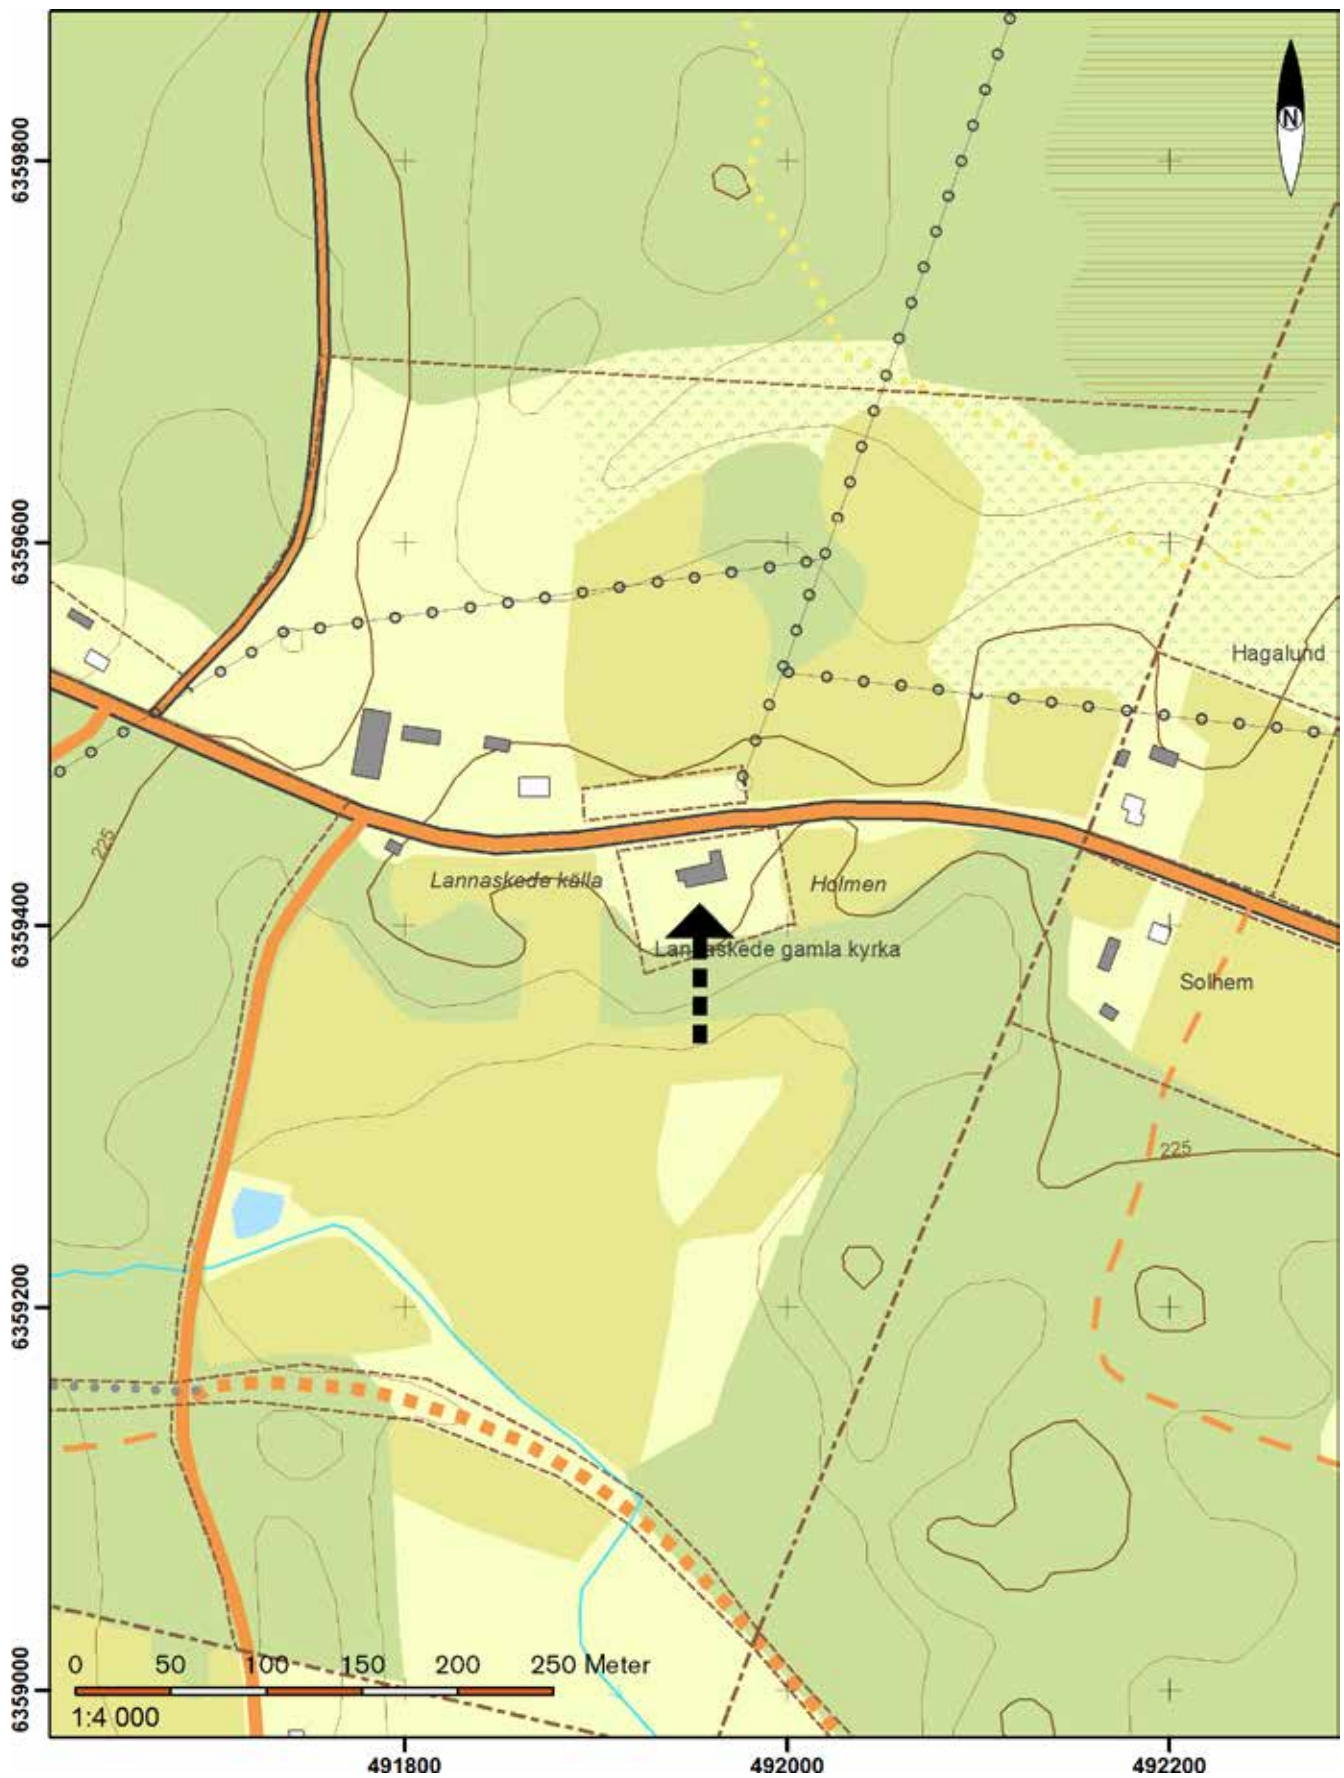 N
6359800
6359600
Hagalund
225
Lannaskede källa
Holmen
6359400
Lannaskede gamla kyrka
Solhem
225
6359200
0 50 100 150 200 250 Meter
6359000
1:4 000
491800 492000 492200